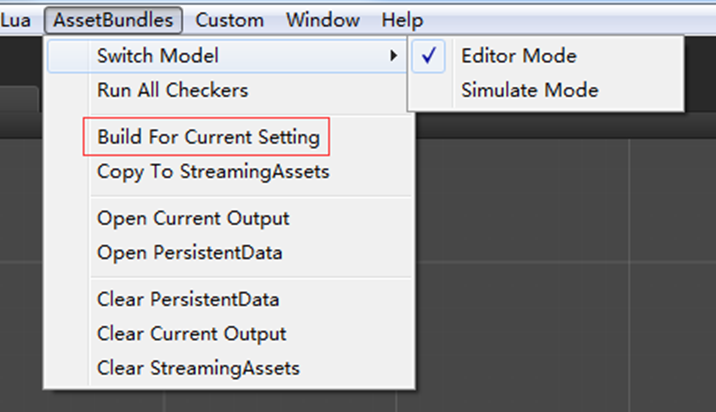 Lua AssetBundles Custom Window Help
Switch Model
Editor Mode
Simulate Mode
Run All Checkers
Build For Current Setting
Copy To StreamingAssets
Open Current Output
Open PersistentData
Clear PersistentData
Clear Current Output
Clear StreamingAssets